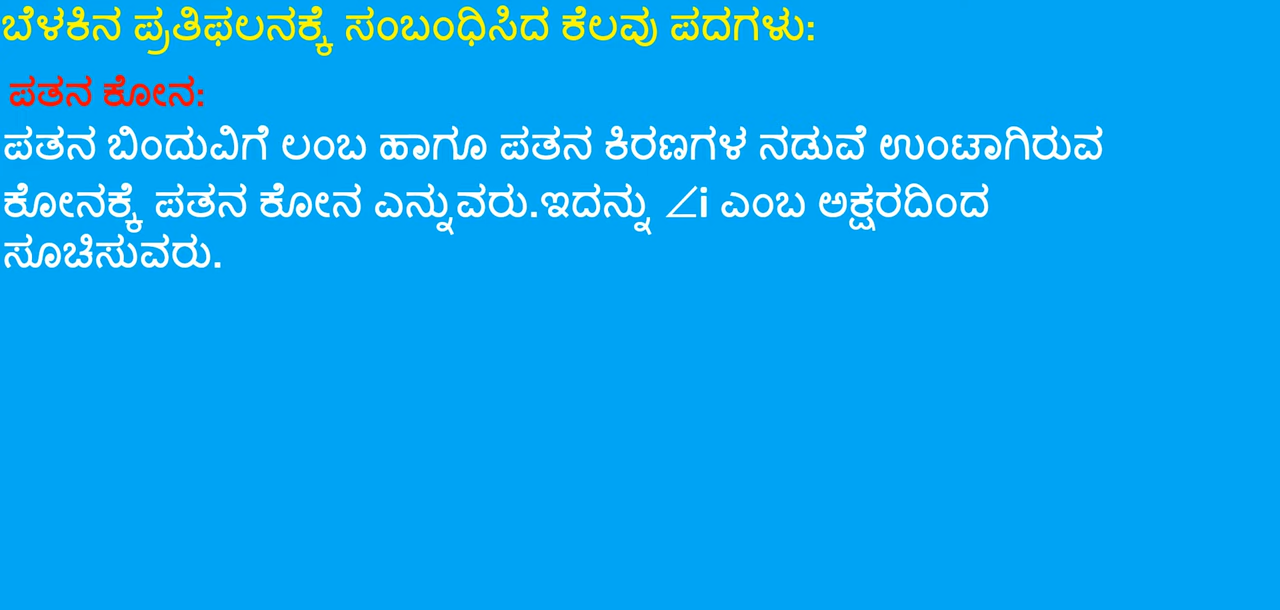 ಬೆಳಕಿನ ಪ್ರತಿಫಲನಕ್ಕೆ ಸಂಬಂಧಿಸಿದ ಕೆಲವು ಪದಗಳು:
ಪತನ ಕೋನ:
ಪತನ ಬಿಂದುವಿಗೆ ಲಂಬ ಹಾಗೂ ಪತನ ಕಿರಣಗಳ ನಡುವೆ ಉಂಟಾಗಿರುವ
ಕೋನಕ್ಕೆ ಪತನ ಕೋನ ಎನ್ನುವರು.ಇದನ್ನು ∠i ಎಂಬ ಅಕ್ಷರದಿಂದ
ಸೂಚಿಸುವರು.